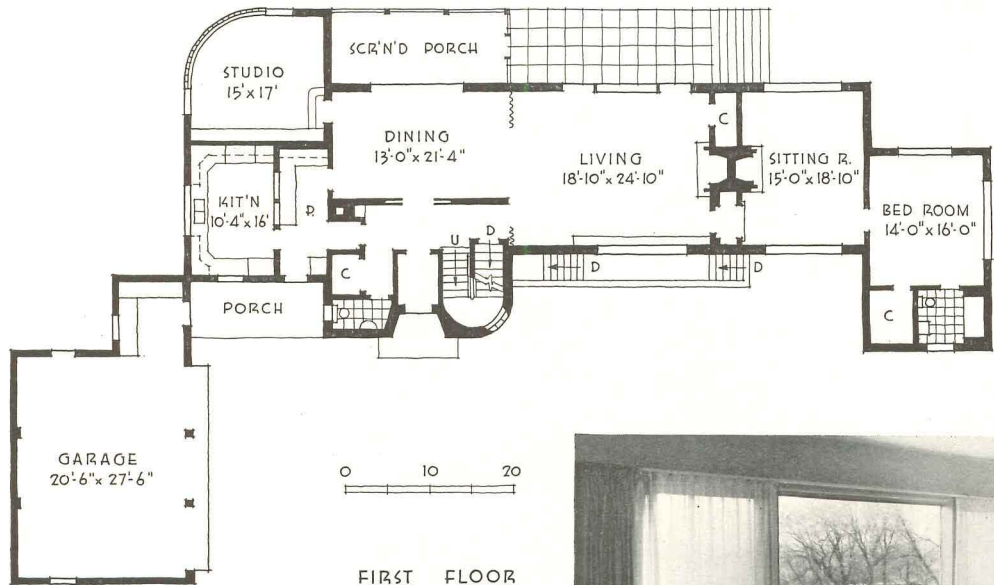 SCR'N'D PORCH
STUDIO
15' x 17'
DINING
13'-0" x 21'-4"
LIVING
18'-10" x 24'-10"
C
SITTING R.
15'-0" x 18'-10"
KIT'N
10'-4" x 16'
P.
BED ROOM
14'-0" x 16'-0"
U
D
D
D
C
C
PORCH
GARAGE
20'-6" x 27'-6"
0 10 20
FIRST FLOOR